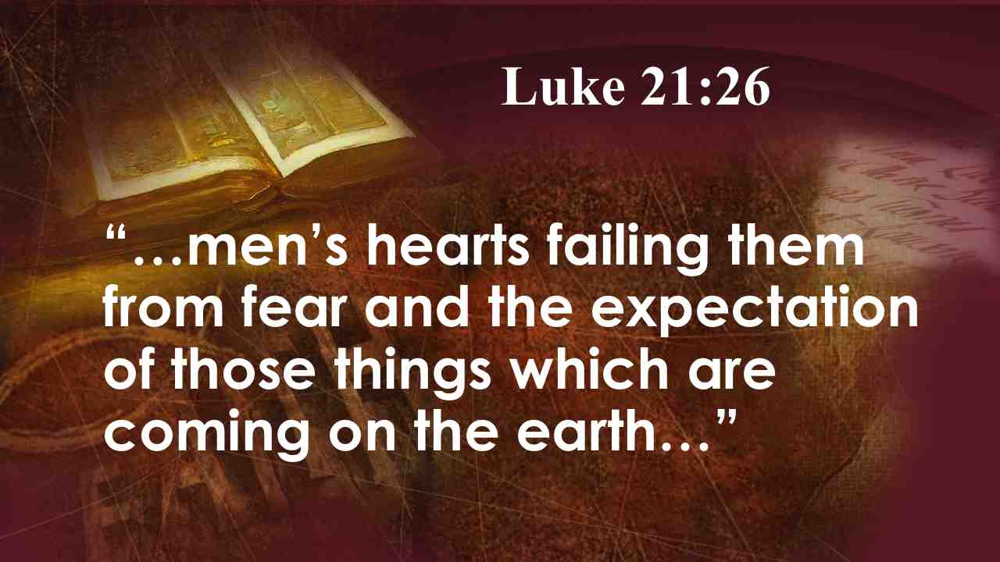 Luke 21:26
“…men’s hearts failing them
from fear and the expectation
of those things which are
coming on the earth…”